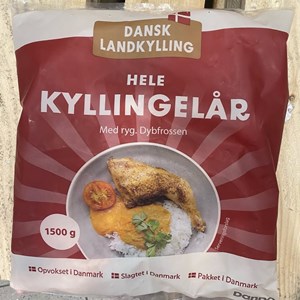 DANSK
LANDKYLLING
HELE
KYLLINGELÅR
Med ryg. Dybfrossen
1500 g
Opvokset i Danmark Slagtet i Danmark Pakket i Danmark